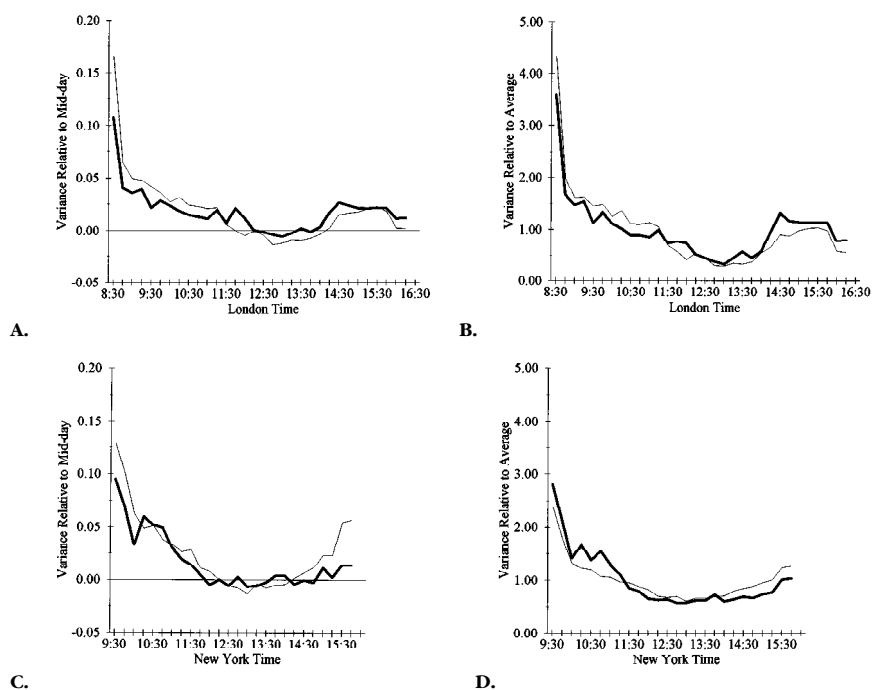 0.20
0.15
0.10
0.05
0.00
-0.05
Variance Relative to Mid-day
8:30 9:30 10:30 11:30 12:30 13:30 14:30 15:30 16:30
London Time
A.
5.00
4.00
3.00
2.00
1.00
0.00
Variance Relative to Average
8:30 9:30 10:30 11:30 12:30 13:30 14:30 15:30 16:30
London Time
B.
0.20
0.15
0.10
0.05
0.00
-0.05
Variance Relative to Mid-day
9:30 10:30 11:30 12:30 13:30 14:30 15:30
New York Time
C.
5.00
4.00
3.00
2.00
1.00
0.00
Variance Relative to Average
9:30 10:30 11:30 12:30 13:30 14:30 15:30
New York Time
D.